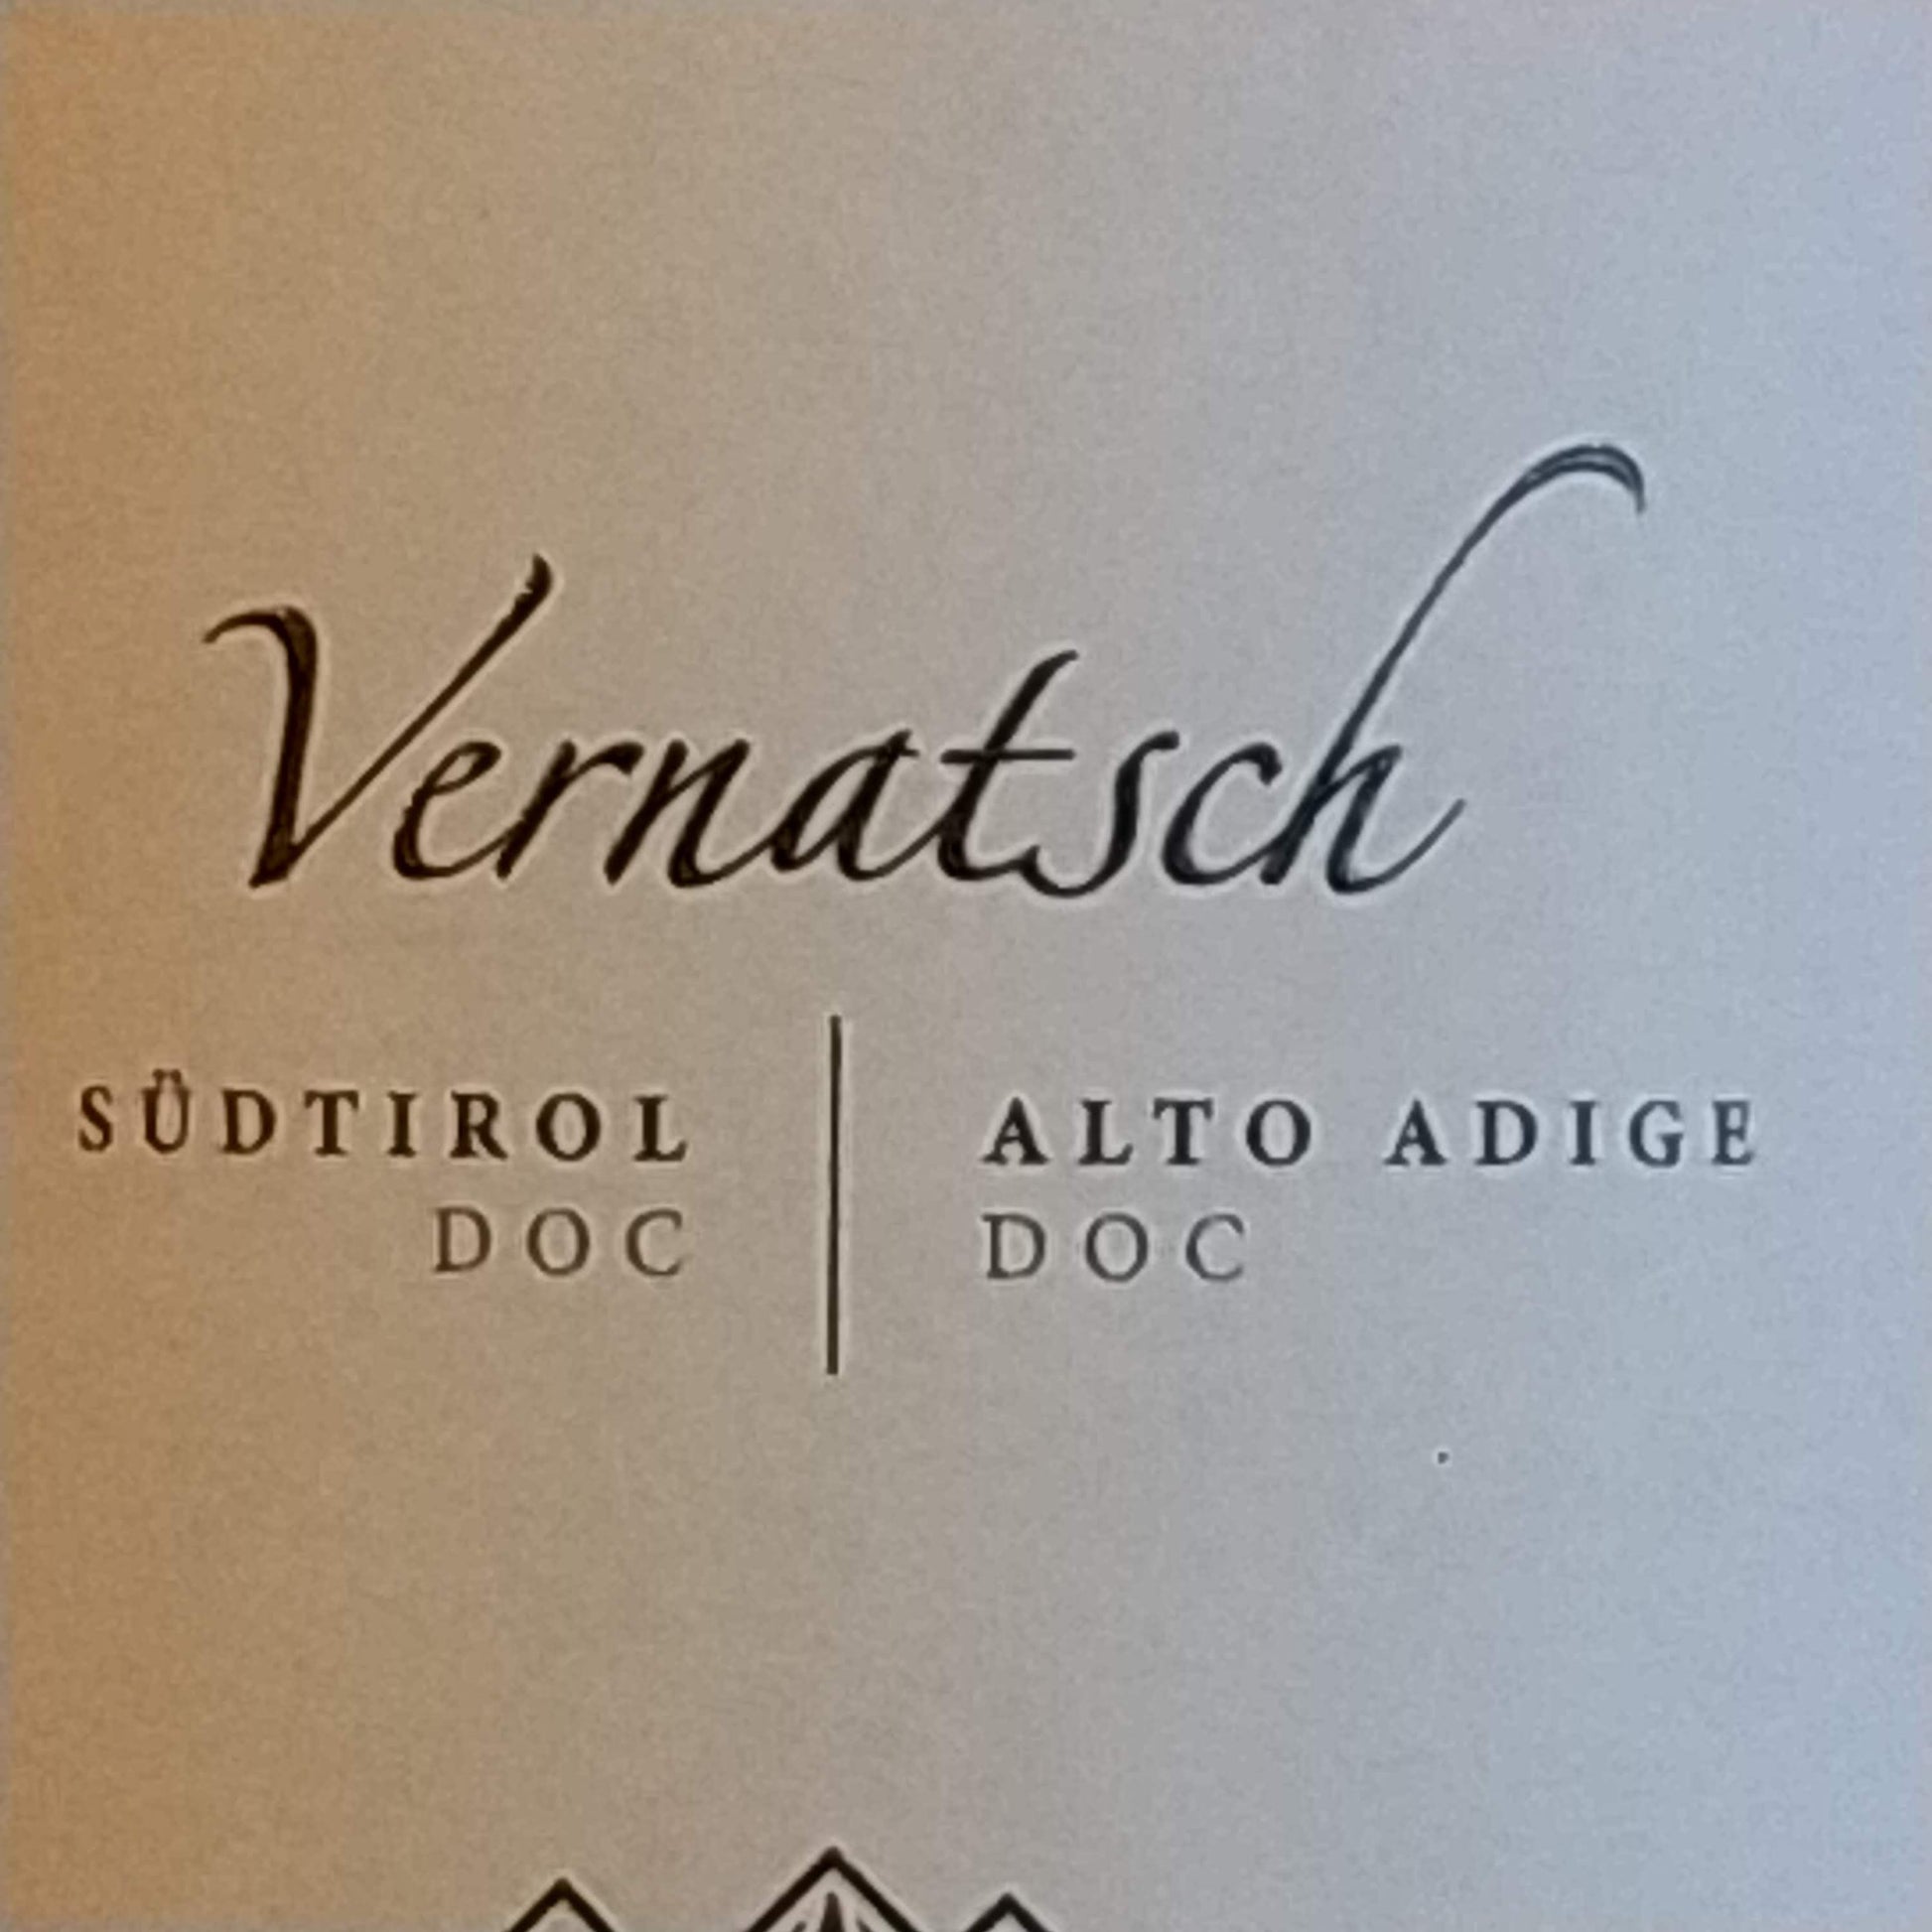 Vernatsch
SÜDTIROL
DOC
ALTO ADIGE
DOC